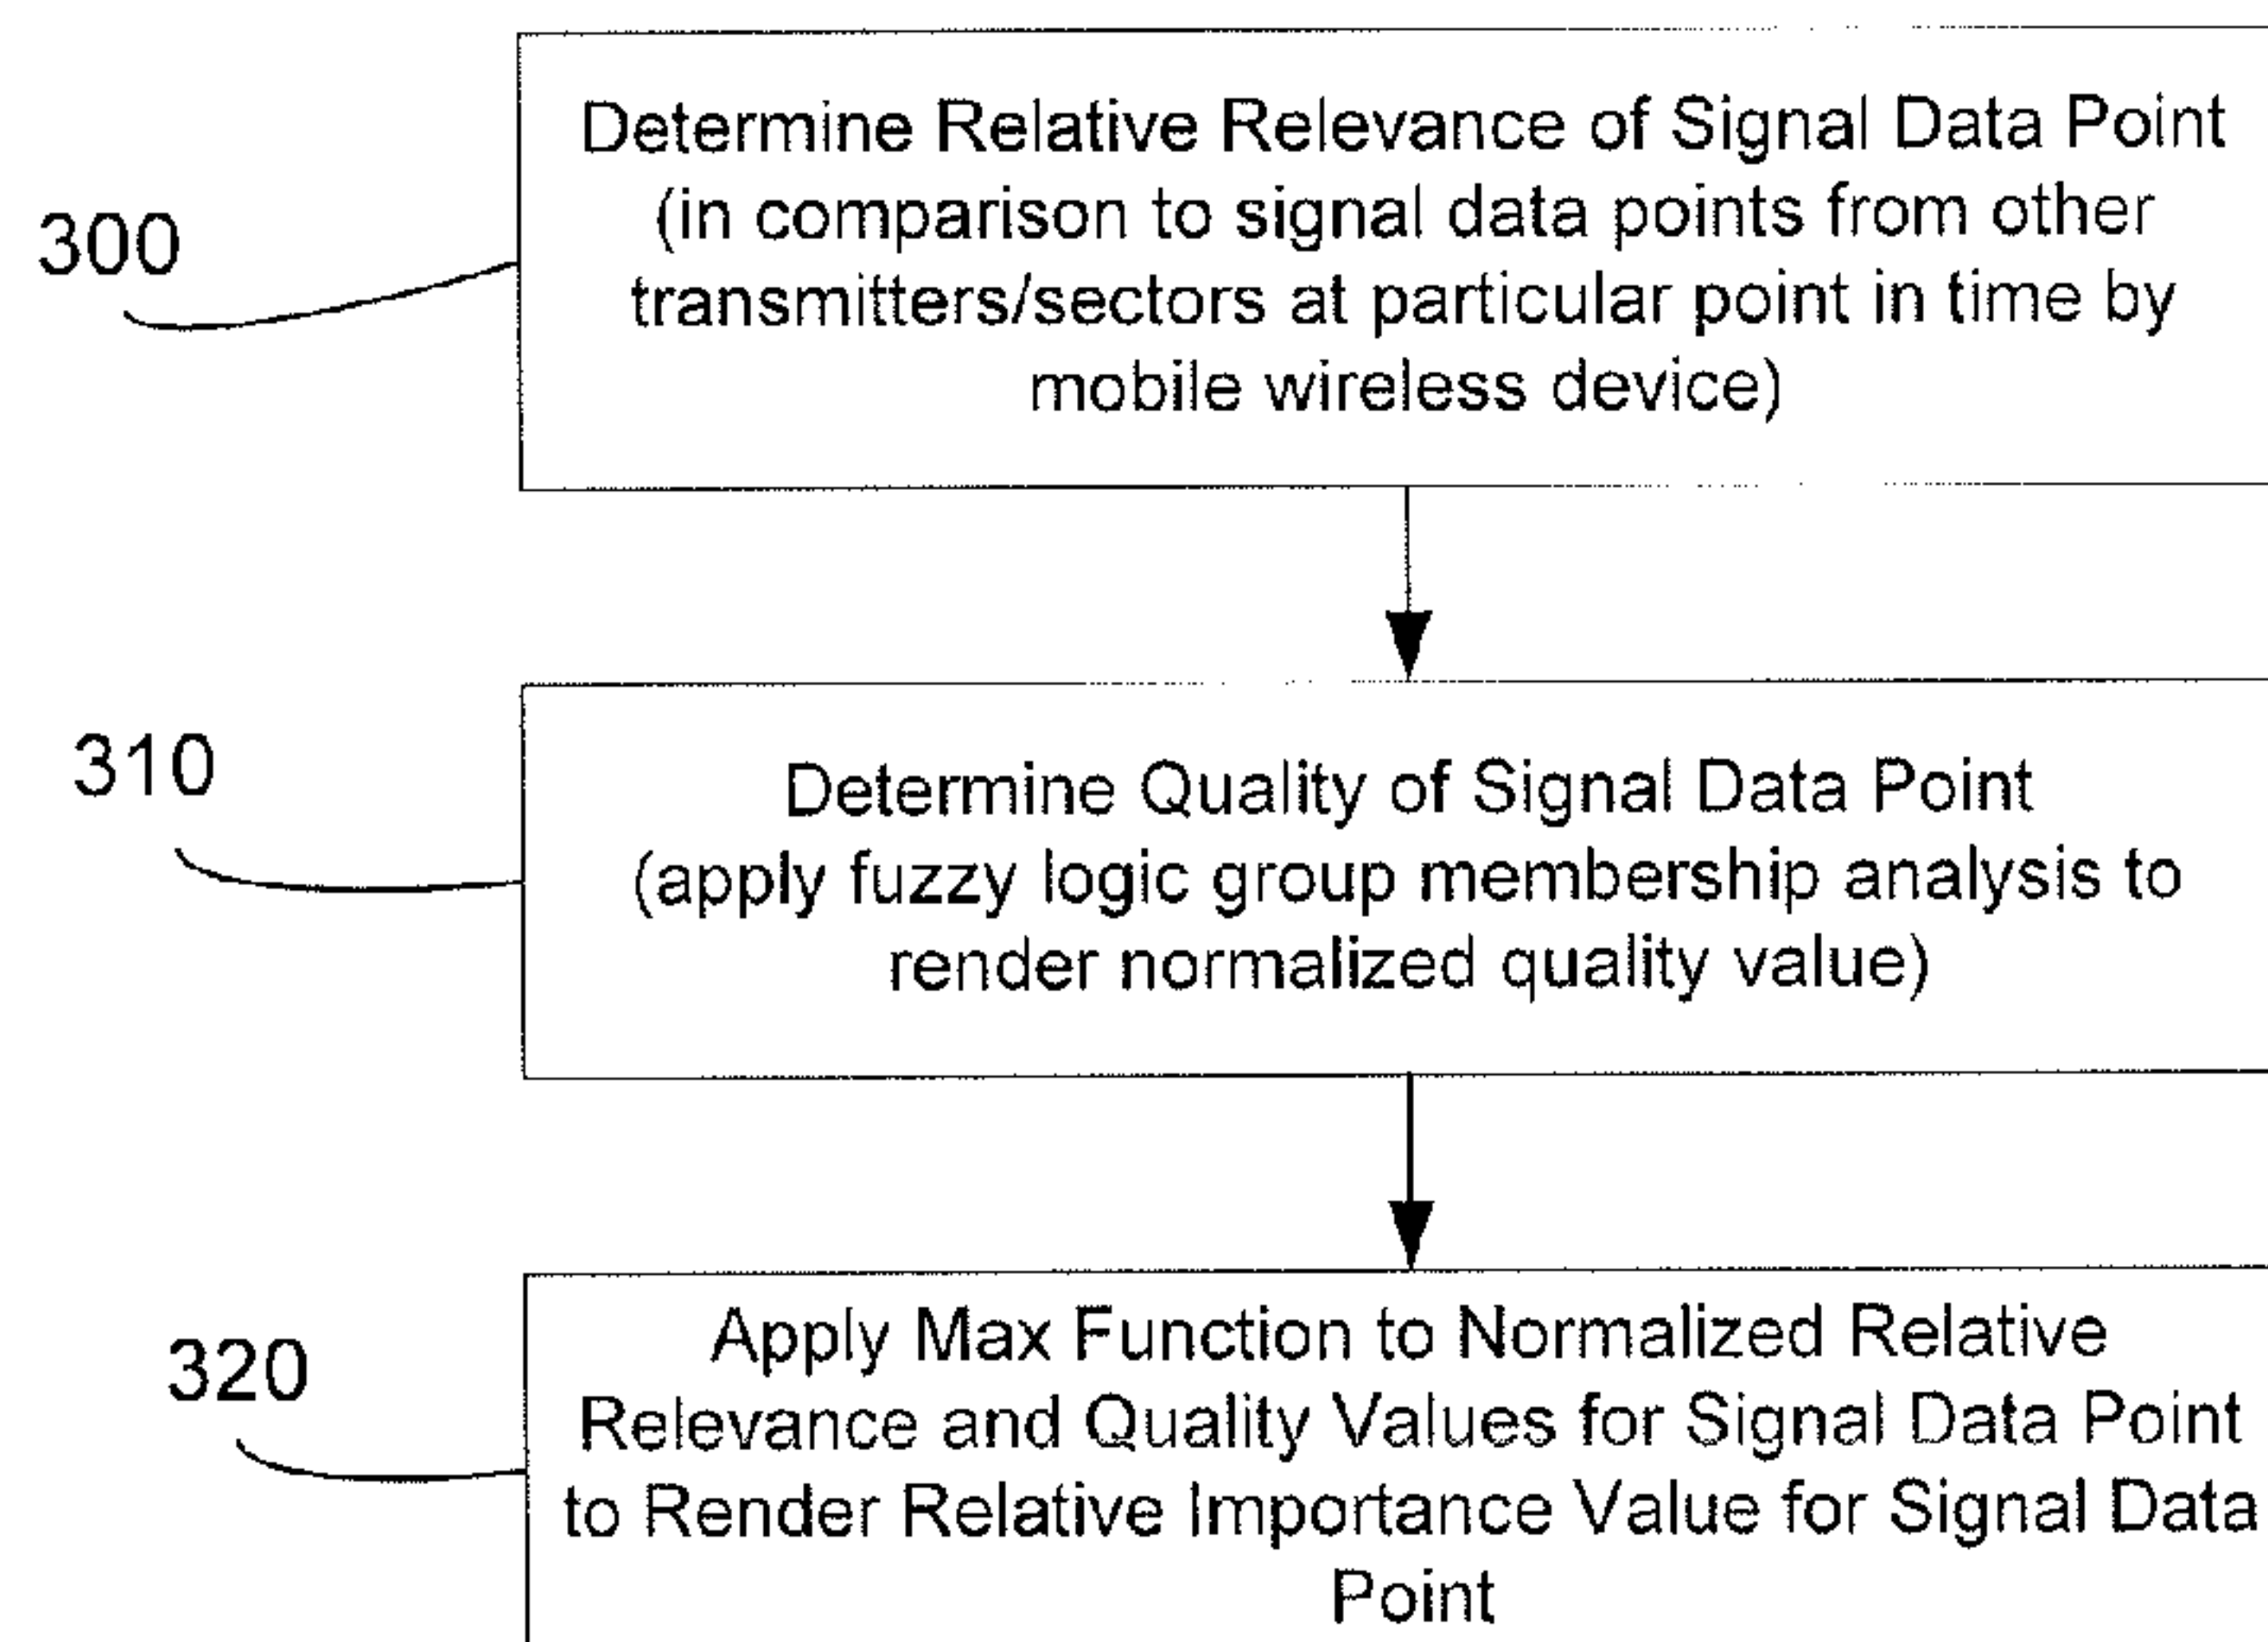 300
Determine Relative Relevance of Signal Data Point
(in comparison to signal data points from other
transmitters/sectors at particular point in time by
mobile wireless device)
310
Determine Quality of Signal Data Point
(apply fuzzy logic group membership analysis to
render normalized quality value)
320
Apply Max Function to Normalized Relative
Relevance and Quality Values for Signal Data Point
to Render Relative Importance Value for Signal Data
Point